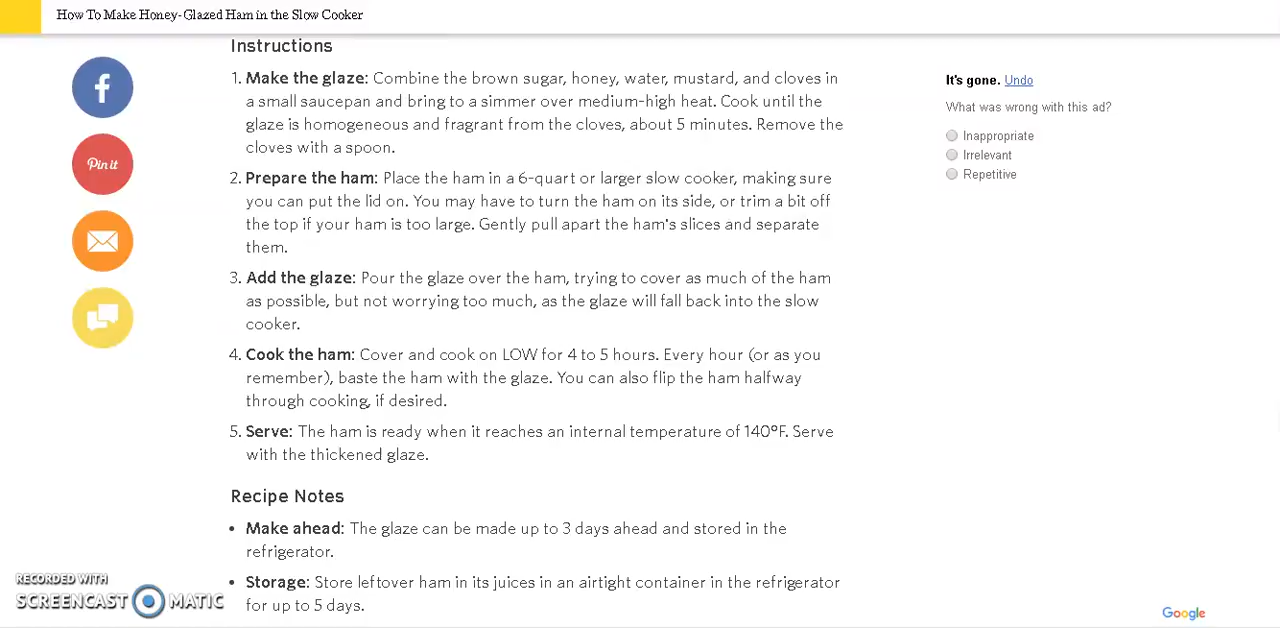 How To Make Honey-Glazed Ham in the Slow Cooker
Instructions
1. Make the glaze: Combine the brown sugar, honey, water, mustard, and cloves in
a small saucepan and bring to a simmer over medium-high heat. Cook until the
glaze is homogeneous and fragrant from the cloves, about 5 minutes. Remove the
cloves with a spoon.
2. Prepare the ham: Place the ham in a 6-quart or larger slow cooker, making sure
you can put the lid on. You may have to turn the ham on its side, or trim a bit off
the top if your ham is too large. Gently pull apart the ham's slices and separate
them.
3. Add the glaze: Pour the glaze over the ham, trying to cover as much of the ham
as possible, but not worrying too much, as the glaze will fall back into the slow
cooker.
4. Cook the ham: Cover and cook on LOW for 4 to 5 hours. Every hour (or as you
remember), baste the ham with the glaze. You can also flip the ham halfway
through cooking, if desired.
5. Serve: The ham is ready when it reaches an internal temperature of 140°F. Serve
with the thickened glaze.
Recipe Notes
• Make ahead: The glaze can be made up to 3 days ahead and stored in the
refrigerator.
• Storage: Store leftover ham in its juices in an airtight container in the refrigerator
for up to 5 days.
f
Pin it
It's gone. Undo
What was wrong with this ad?
Inappropriate
Irrelevant
Repetitive
RECORDED WITH
SCREENCAST MATIC
Google